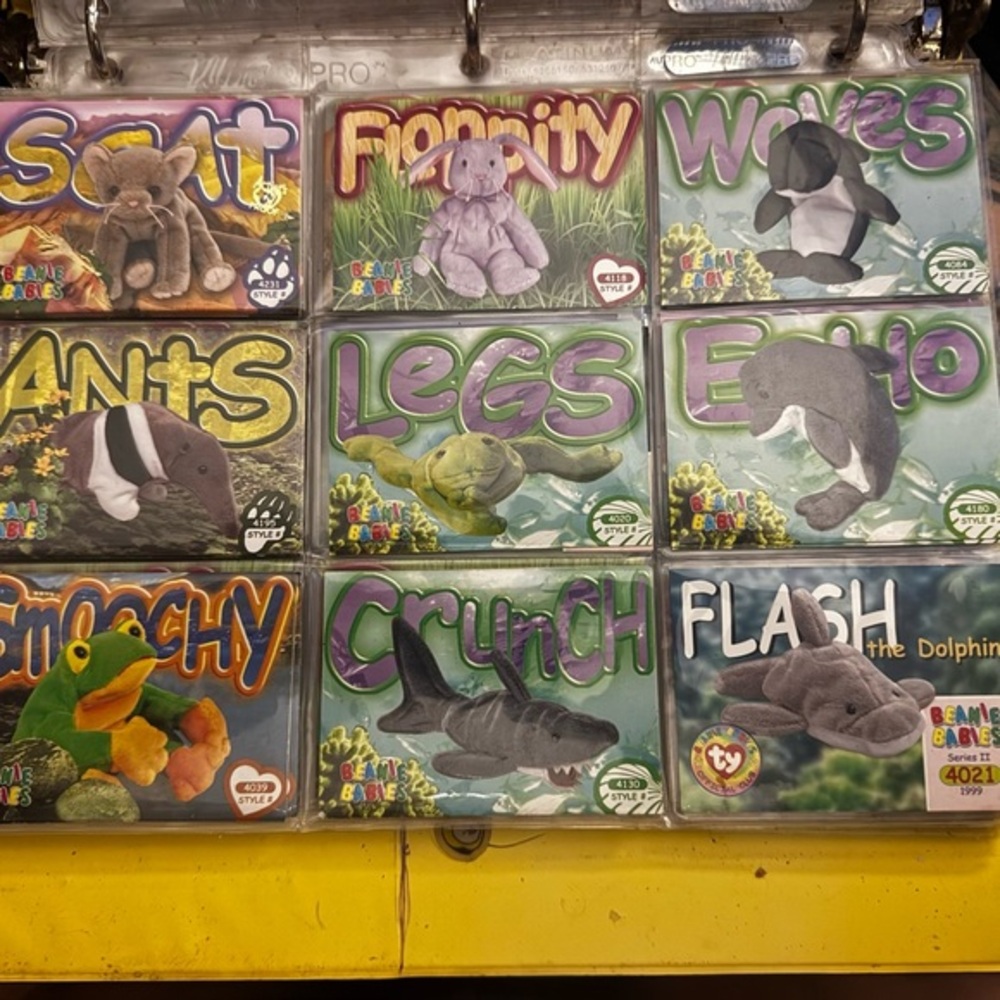 PRO
PRO
PRO
SCAt
BEANIE
BABIES
4231
STYLE #
FloPPitY
BEANIE
BABIES
4118
STYLE #
WaVeS
BEANIE
BABIES
4084
STYLE #
ANtS
BEANIE
BABIES
4195
STYLE #
LeGS
BEANIE
BABIES
4020
STYLE #
ECHO
BEANIE
BABIES
4180
STYLE #
SmOOCHY
4039
STYLE #
CrUnCH
BEANIE
BABIES
4130
STYLE #
FLASH
the Dolphin
ty
BEANIE
BABIES
Series II
4021
1999